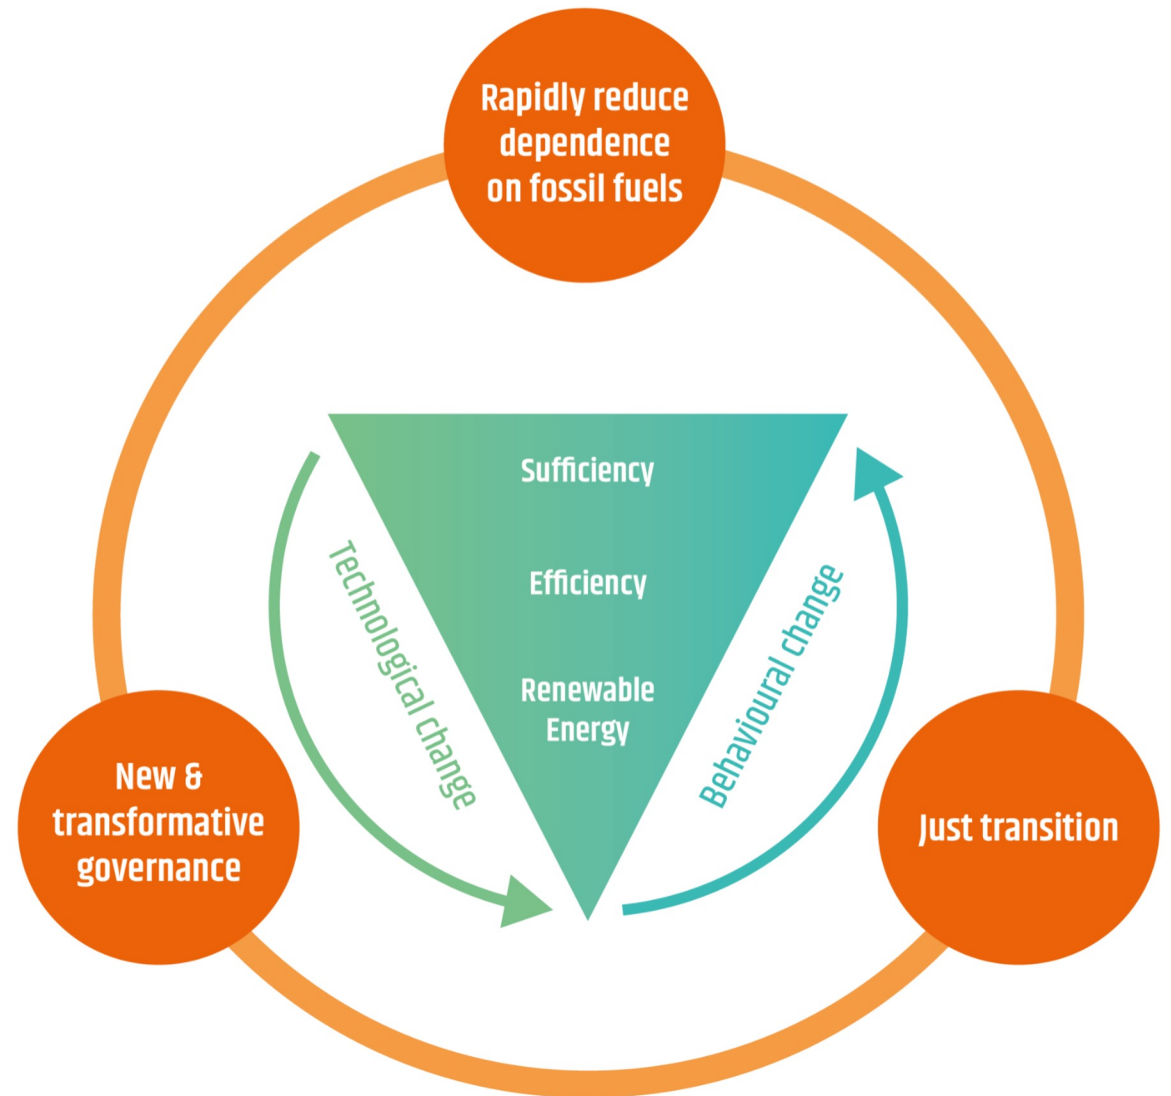 Rapidly reduce
dependence
on fossil fuels
Sufficiency
Efficiency
Renewable
Energy
Technological change
Behavioural change
New &
transformative
governance
Just transition